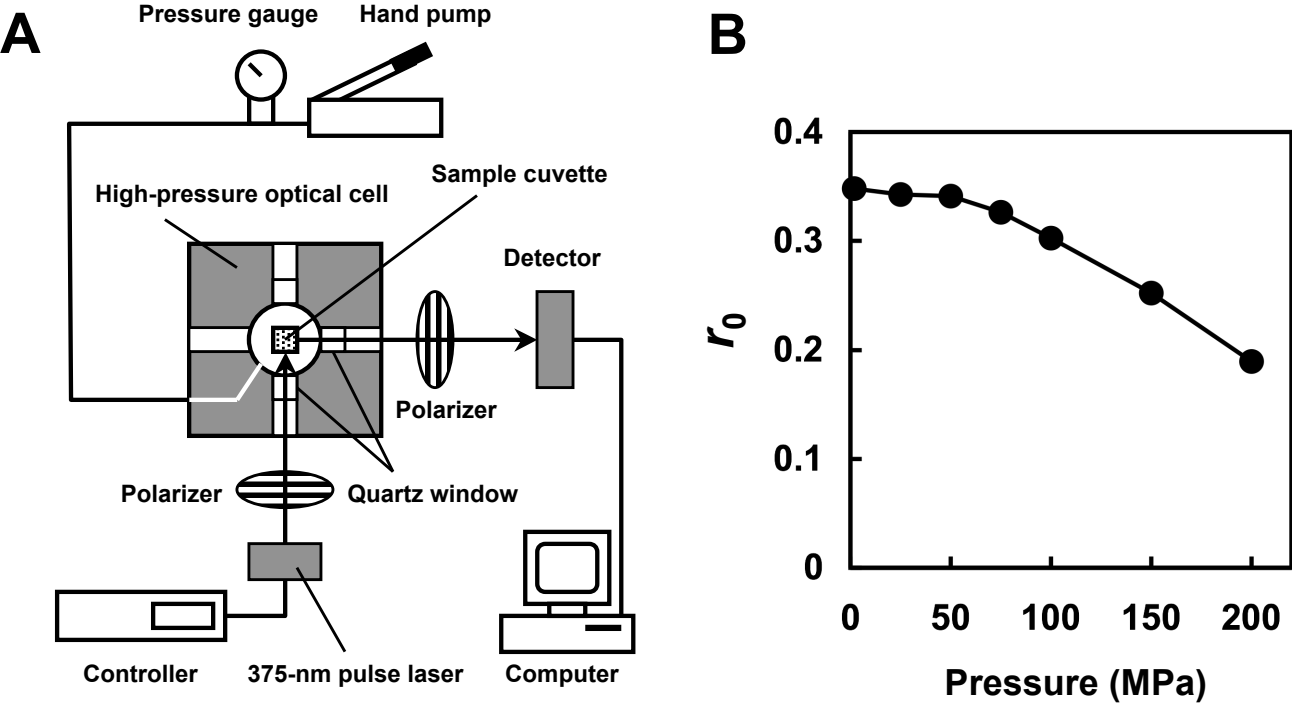 A
Pressure gauge
Hand pump
Sample cuvette
High-pressure optical cell
Detector
Polarizer
Polarizer
Quartz window
Controller
375-nm pulse laser
Computer
B
0.4
0.3
0.2
0.1
0
r0
0
50
100
150
200
Pressure (MPa)